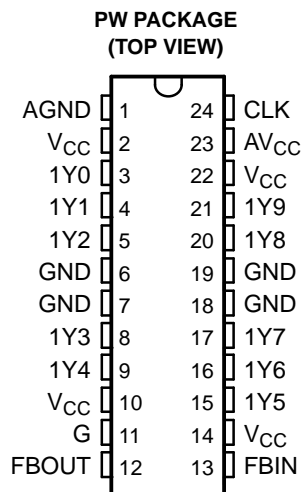 PW PACKAGE
(TOP VIEW)
AGND 1 24 CLK
VCC 2 23 AVCC
1Y0 3 22 VCC
1Y1 4 21 1Y9
1Y2 5 20 1Y8
GND 6 19 GND
GND 7 18 GND
1Y3 8 17 1Y7
1Y4 9 16 1Y6
VCC 10 15 1Y5
G 11 14 VCC
FBOUT 12 13 FBIN